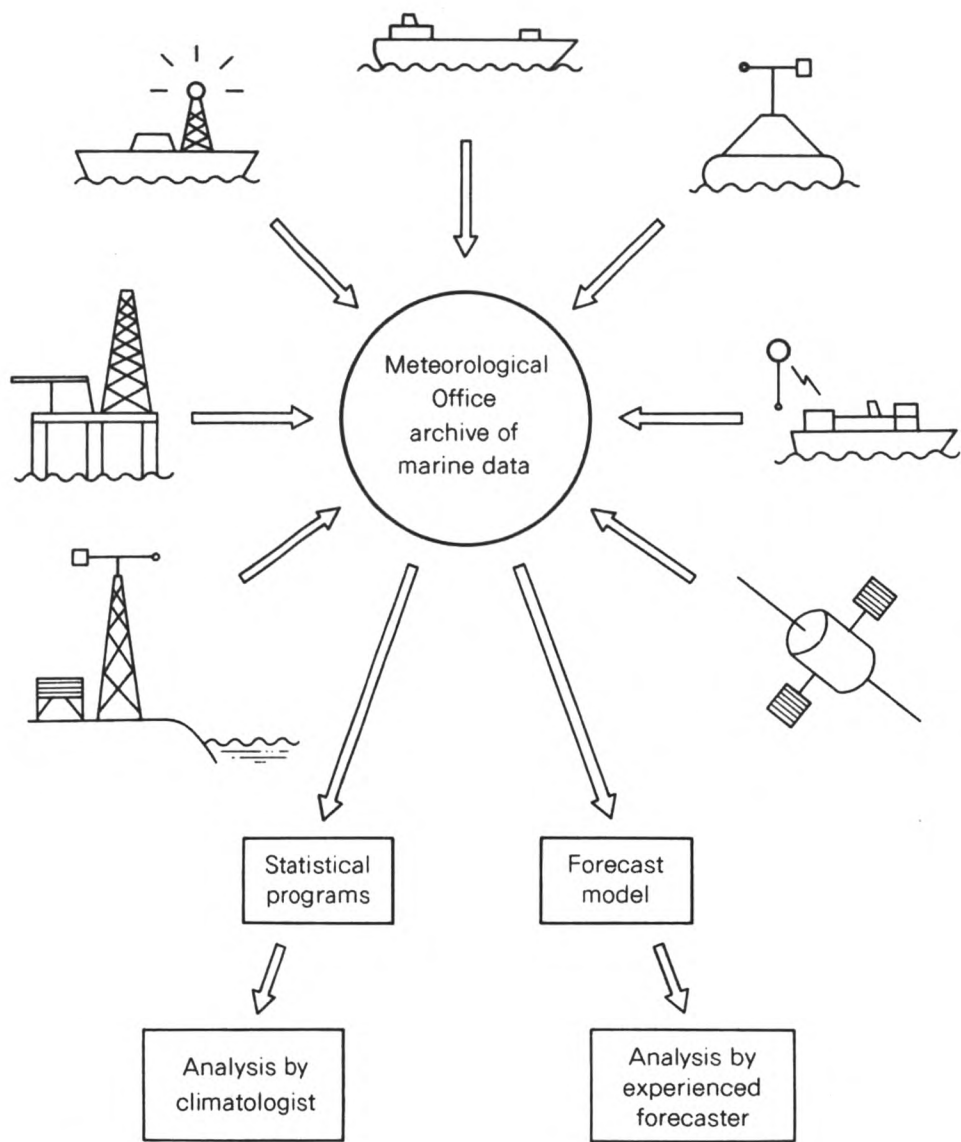 Meteorological
Office
archive of
marine data
Statistical
programs
Forecast
model
Analysis by
climatologist
Analysis by
experienced
forecaster